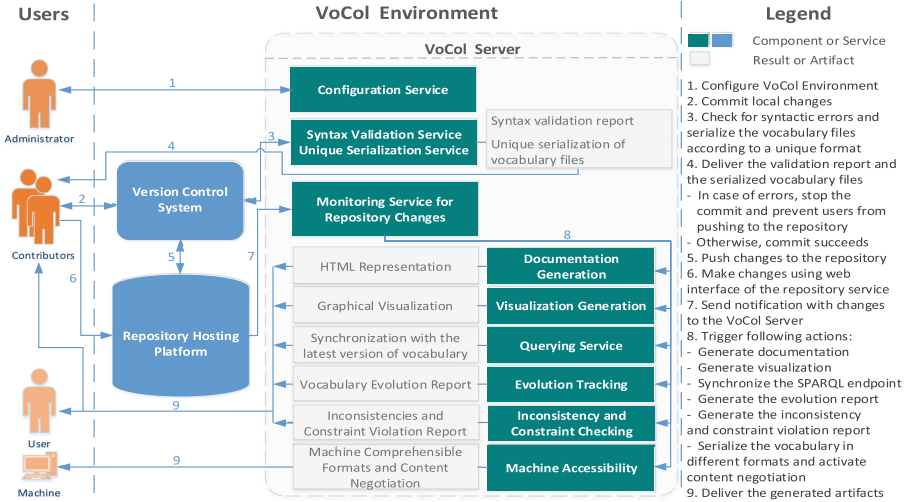 Users
VoCol Environment
Legend
VoCol Server
Component or Service
Result or Artifact
Administrator
1
Configuration Service
Syntax Validation Service
Unique Serialization Service
3
Syntax validation report
Unique serialization of
vocabulary files
4
Contributors
2
Version Control
System
Monitoring Service for
Repository Changes
5
6
7
8
Repository Hosting
Platform
HTML Representation
Documentation
Generation
Graphical Visualization
Visualization Generation
Synchronization with the
latest version of vocabulary
Querying Service
Vocabulary Evolution Report
Evolution Tracking
Inconsistencies and
Constraint Violation Report
Inconsistency and
Constraint Checking
Machine Comprehensible
Formats and Content
Negotiation
Machine Accessibility
User
9
Machine
9
1. Configure VoCol Environment
2. Commit local changes
3. Check for syntactic errors and
serialize the vocabulary files
according to a unique format
4. Deliver the validation report and
the serialized vocabulary files
- In case of errors, stop the
commit and prevent users from
pushing to the repository
- Otherwise, commit succeeds
5. Push changes to the repository
6. Make changes using web
interface of the repository service
7. Send notification with changes
to the VoCol Server
8. Trigger following actions:
- Generate documentation
- Generate visualization
- Synchronize the SPARQL endpoint
- Generate the evolution report
- Generate the inconsistency
and constraint violation report
- Serialize the vocabulary in
different formats and activate
content negotiation
9. Deliver the generated artifacts